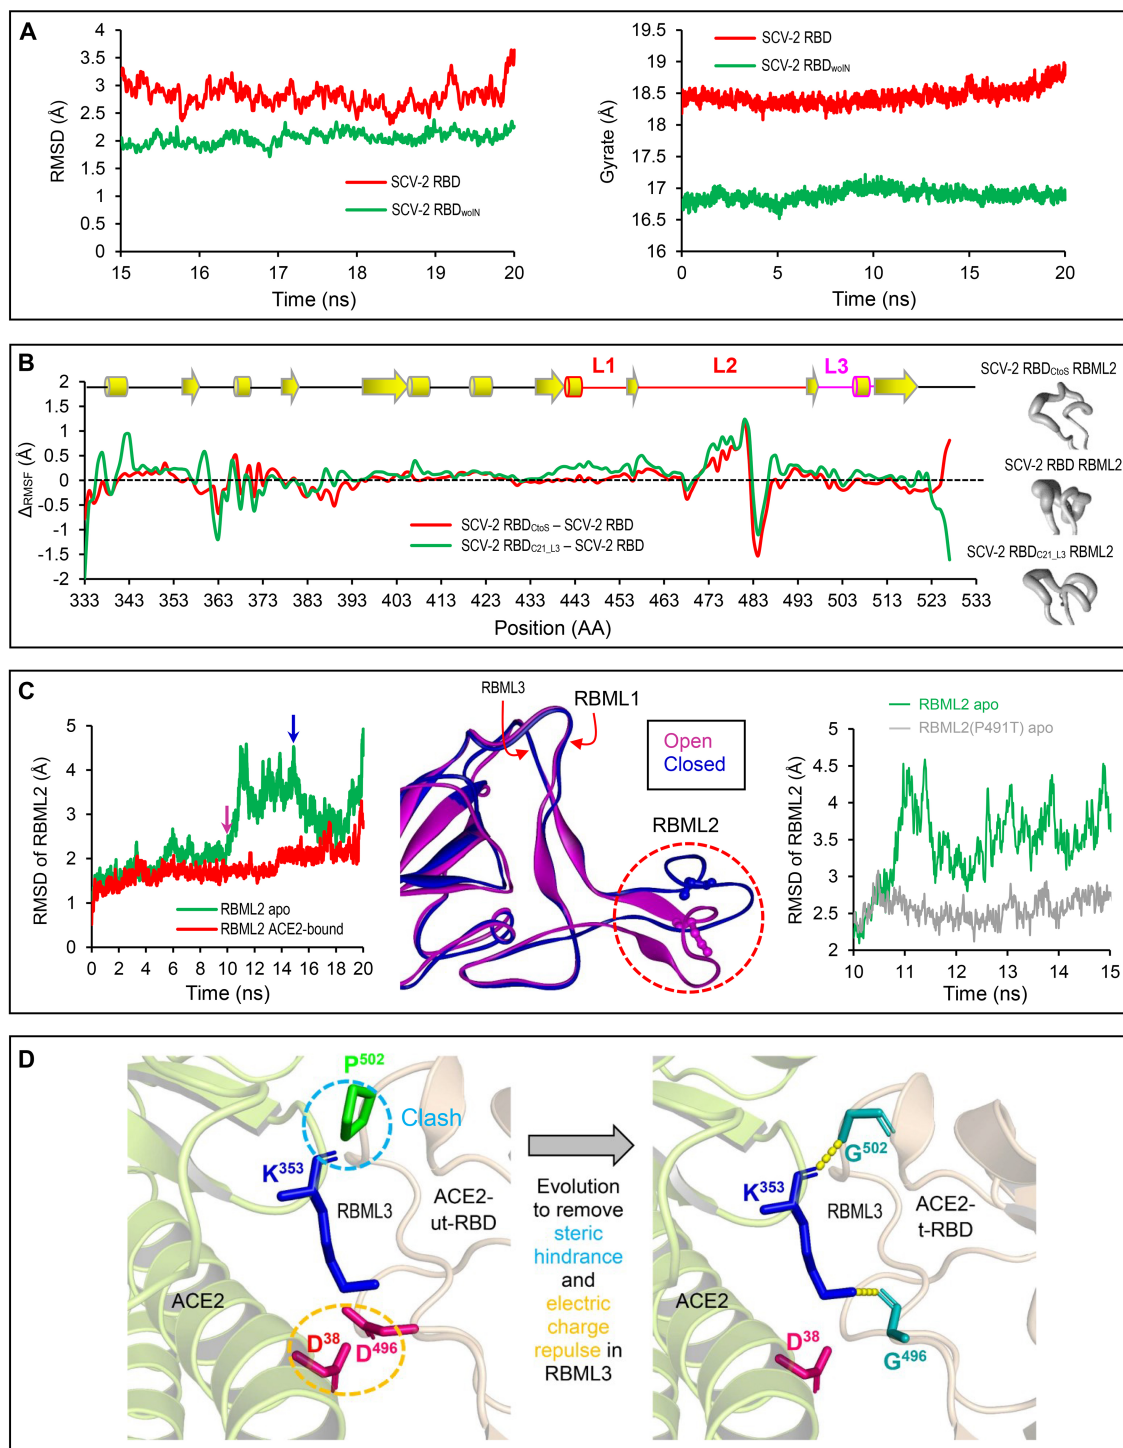 A
4
3.5
3
2.5
2
1.5
1
0.5
0
RMSD (Å)
SCV-2 RBD
SCV-2 RBDwoIN
15 16 17 18 19 20
Time (ns)
19.5
19
18.5
18
17.5
17
16.5
16
Gyrate (Å)
SCV-2 RBD
SCV-2 RBDwoIN
0 5 10 15 20
Time (ns)
B
L1 L2 L3
2
1.5
1
0.5
0
-0.5
-1
-1.5
-2
ΔRMSF (Å)
SCV-2 RBDCtoS – SCV-2 RBD
SCV-2 RBDC21_L3 – SCV-2 RBD
333 343 353 363 373 383 393 403 413 423 433 443 453 463 473 483 493 503 513 523 533
Position (AA)
SCV-2 RBDCtoS RBML2
SCV-2 RBD RBML2
SCV-2 RBDC21_L3 RBML2
C
5
4
3
2
1
0
RMSD of RBML2 (Å)
RBML2 apo
RBML2 ACE2-bound
0 2 4 6 8 10 12 14 16 18 20
Time (ns)
RBML3
RBML1
Open
Closed
RBML2
RBML2 apo
RBML2(P491T) apo
5
4.5
4
3.5
3
2.5
2
RMSD of RBML2 (Å)
10 11 12 13 14 15
Time (ns)
D
P502
Clash
K353
RBML3
ACE2-
ut-RBD
ACE2
D38
D496
Evolution
to remove
steric
hindrance
and
electric
charge
repulse in
RBML3
G502
K353
RBML3
ACE2-
t-RBD
ACE2
D38
G496